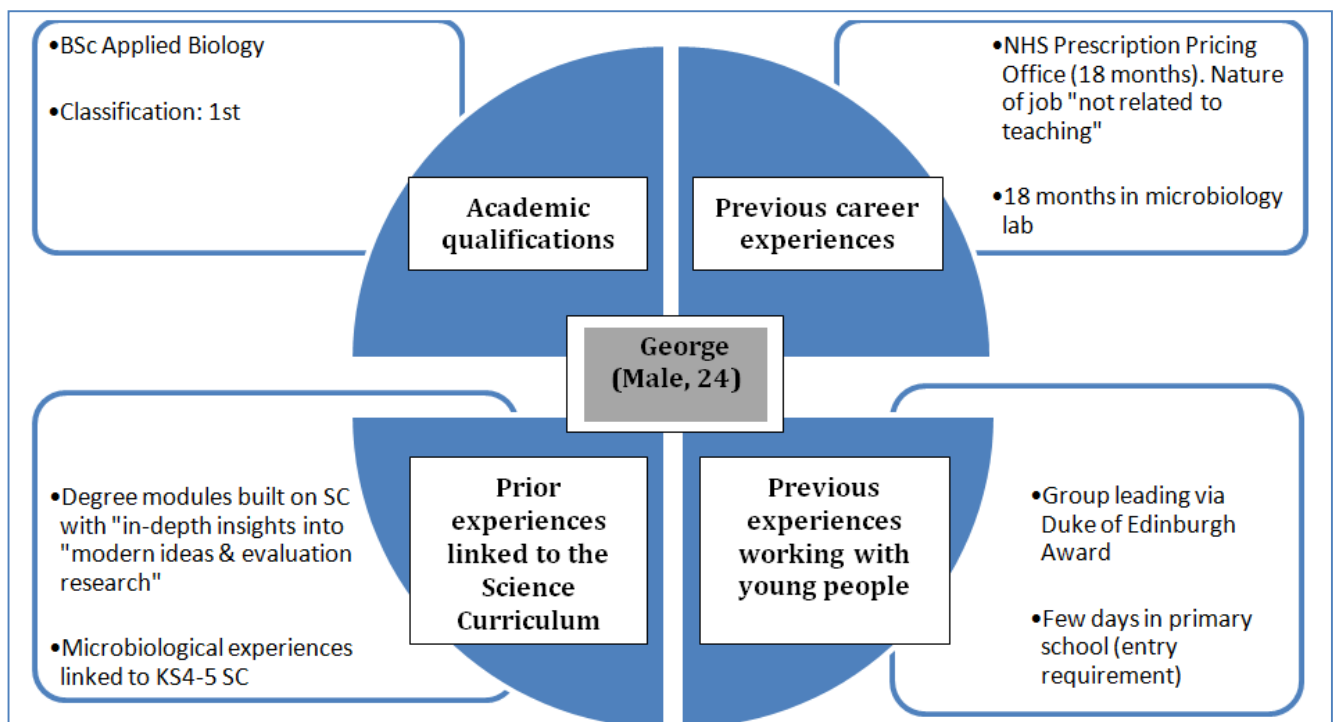 •BSc Applied Biology
•Classification: 1st
Academic
qualifications
Previous career
experiences
•NHS Prescription Pricing
Office (18 months). Nature
of job "not related to
teaching"
•18 months in microbiology
lab
George
(Male, 24)
•Degree modules built on SC
with "in-depth insights into
"modern ideas & evaluation
research"
•Microbiological experiences
linked to KS4-5 SC
Prior
experiences
linked to the
Science
Curriculum
Previous
experiences
working with
young people
•Group leading via
Duke of Edinburgh
Award
•Few days in primary
school (entry
requirement)